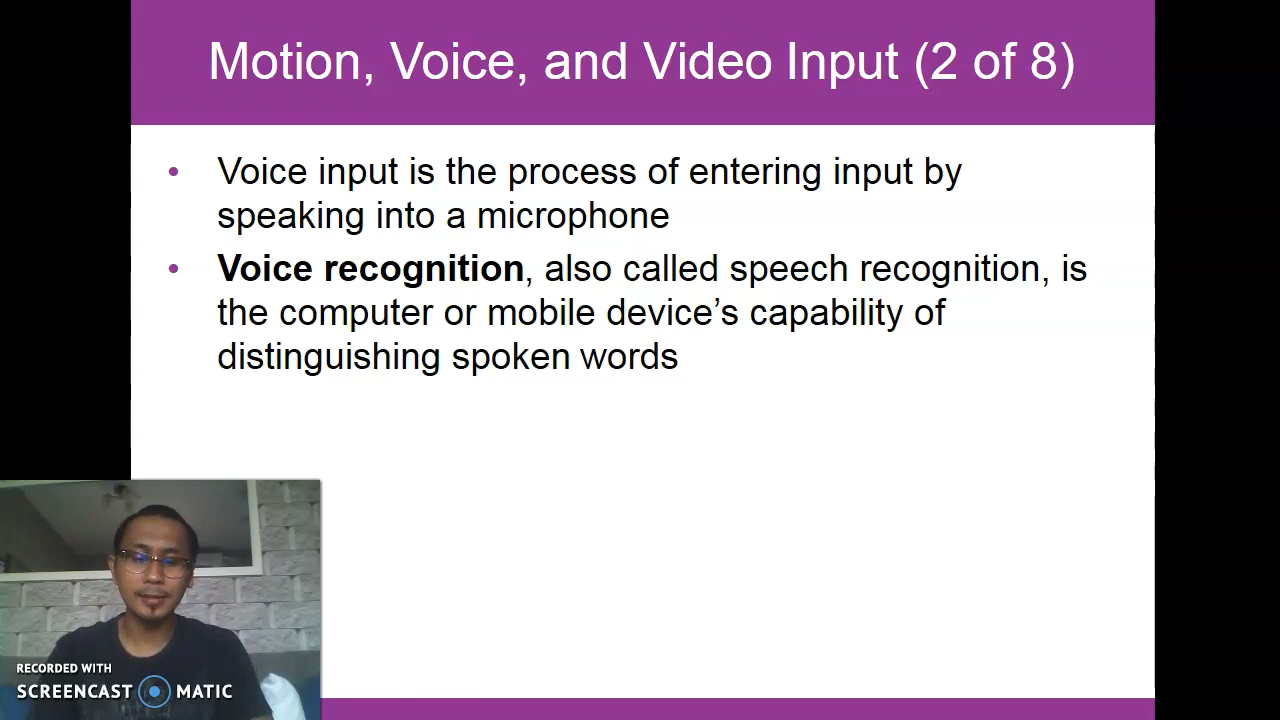 Motion, Voice, and Video Input (2 of 8)
• Voice input is the process of entering input by
speaking into a microphone
• Voice recognition, also called speech recognition, is
the computer or mobile device’s capability of
distinguishing spoken words
RECORDED WITH
SCREENCAST MATIC